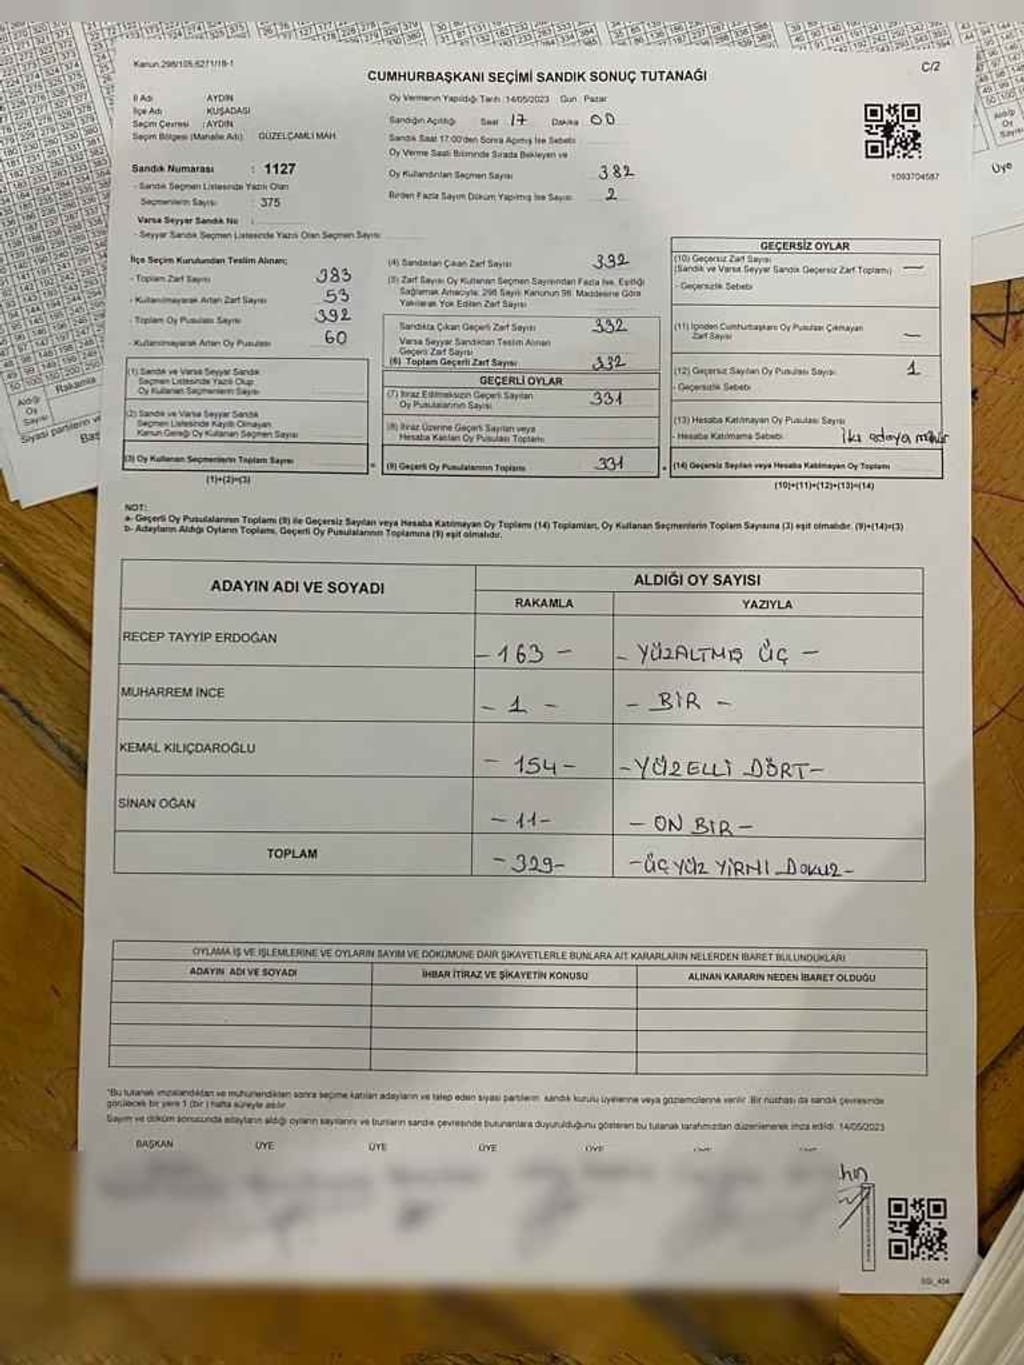 Kanun.298/105;6271/18-1
C/2
CUMHURBAŞKANI SEÇİMİ SANDIK SONUÇ TUTANAĞI
İl Adı AYDIN
İlçe Adı KUŞADASI
Seçim Çevresi : AYDIN
Seçim Bölgesi (Mahalle Adı) GÜZELÇAMLI MAH.
Sandık Numarası : 1127
- Sandık Seçmen Listesinde Yazılı Olan
Seçmenlerin Sayısı : 375
Varsa Seyyar Sandık No :
- Seyyar Sandık Seçmen Listesinde Yazılı Olan Seçmen Sayısı
Oy Vermenin Yapıldığı Tarih :14/05/2023 Gün : Pazar
Sandığın Açıldığı Saat 17 Dakika 00
Sandık Saat 17:00'den Sonra Açılmış İse Sebebi
Oy Verme Saati Bitiminde Sırada Bekleyen ve
Oy Kullandırılan Seçmen Sayısı 382
Birden Fazla Sayım Döküm Yapılmış İse Sayısı 2
1093704587
İlçe Seçim Kurulundan Teslim Alınan;
- Toplam Zarf Sayısı 383
- Kullanılmayarak Artan Zarf Sayısı 53
- Toplam Oy Pusulası Sayısı 392
- Kullanılmayarak Artan Oy Pusulası 60
(1) Sandık ve Varsa Seyyar Sandık
Seçmen Listesinde Yazılı Olup
Oy Kullanan Seçmenlerin Sayısı
(2) Sandık ve Varsa Seyyar Sandık
Seçmen Listesinde Kayıtlı Olmayan
Kanun Gereği Oy Kullanan Seçmen Sayısı
(3) Oy Kullanan Seçmenlerin Toplam Sayısı
(1)+(2)=(3)
(4) Sandıktan Çıkan Zarf Sayısı 332
(5) Zarf Sayısı Oy Kullanan Seçmen Sayısından Fazla İse, Eşitliği
Sağlamak Amacıyla; 298 Sayılı Kanunun 98. Maddesine Göre
Yakılarak Yok Edilen Zarf Sayısı
Sandıkta Çıkan Geçerli Zarf Sayısı 332
Varsa Seyyar Sandıktan Teslim Alınan
Geçerli Zarf Sayısı
(6) Toplam Geçerli Zarf Sayısı 332
GEÇERLİ OYLAR
(7) İtiraz Edilmeksizin Geçerli Sayılan
Oy Pusulalarının Sayısı 331
(8) İtiraz Üzerine Geçerli Sayılan veya
Hesaba Katılan Oy Pusulası Toplamı
= (9) Geçerli Oy Pusulalarının Toplamı 331
GEÇERSİZ OYLAR
(10) Geçersiz Zarf Sayısı
(Sandık ve Varsa Seyyar Sandık Geçersiz Zarf Toplamı) —
- Geçersizlik Sebebi
(11) İçinden Cumhurbaşkanı Oy Pusulası Çıkmayan
Zarf Sayısı —
(12) Geçersiz Sayılan Oy Pusulası Sayısı 1
- Geçersizlik Sebebi
(13) Hesaba Katılmayan Oy Pusulası Sayısı
- Hesaba Katılmama Sebebi İki adaya mühür
+ (14) Geçersiz Sayılan veya Hesaba Katılmayan Oy Toplamı
(10)+(11)+(12)+(13)=(14)
NOT:
a- Geçerli Oy Pusulalarının Toplamı (9) ile Geçersiz Sayılan veya Hesaba Katılmayan Oy Toplamı (14) Toplamları, Oy Kullanan Seçmenlerin Toplam Sayısına (3) eşit olmalıdır. (9)+(14)=(3)
b- Adayların Aldığı Oyların Toplamı, Geçerli Oy Pusulalarının Toplamına (9) eşit olmalıdır.
ADAYIN ADI VE SOYADI ALDIĞI OY SAYISI
RAKAMLA YAZIYLA
RECEP TAYYİP ERDOĞAN - 163 - - YÜZALTMIŞ ÜÇ -
MUHARREM İNCE - 1 - - BİR -
KEMAL KILIÇDAROĞLU - 154 - - YÜZELLİ DÖRT -
SİNAN OĞAN - 11 - - ON BİR -
TOPLAM - 329 - - ÜÇ YÜZ YİRMİ DOKUZ -
OYLAMA İŞ VE İŞLEMLERİNE VE OYLARIN SAYIM VE DÖKÜMÜNE DAİR ŞİKAYETLERLE BUNLARA AİT KARARLARIN NELERDEN İBARET BULUNDUKLARI
ADAYIN ADI VE SOYADI İHBAR İTİRAZ VE ŞİKAYETİN KONUSU ALINAN KARARIN NEDEN İBARET OLDUĞU
*Bu tutanak imzalandıktan ve mühürlendikten sonra seçime katılan adayların ve talep eden siyasi partilerin sandık kurulu üyelerine veya gözlemcilerine verilir. Bir nüshası da sandık çevresinde
görülecek bir yere 1 (bir) hafta süreyle asılır.
Sayım ve döküm sonucunda adayların aldığı oyların sayılarını ve bunların sandık çevresinde bulunanlara duyurulduğunu gösteren bu tutanak tarafımızdan düzenlenerek imza edildi. 14/05/2023
BAŞKAN ÜYE ÜYE ÜYE ÜYE
Üye
Rakamla
Aldığı
Oy
Sayısı
Siyasi partilerin